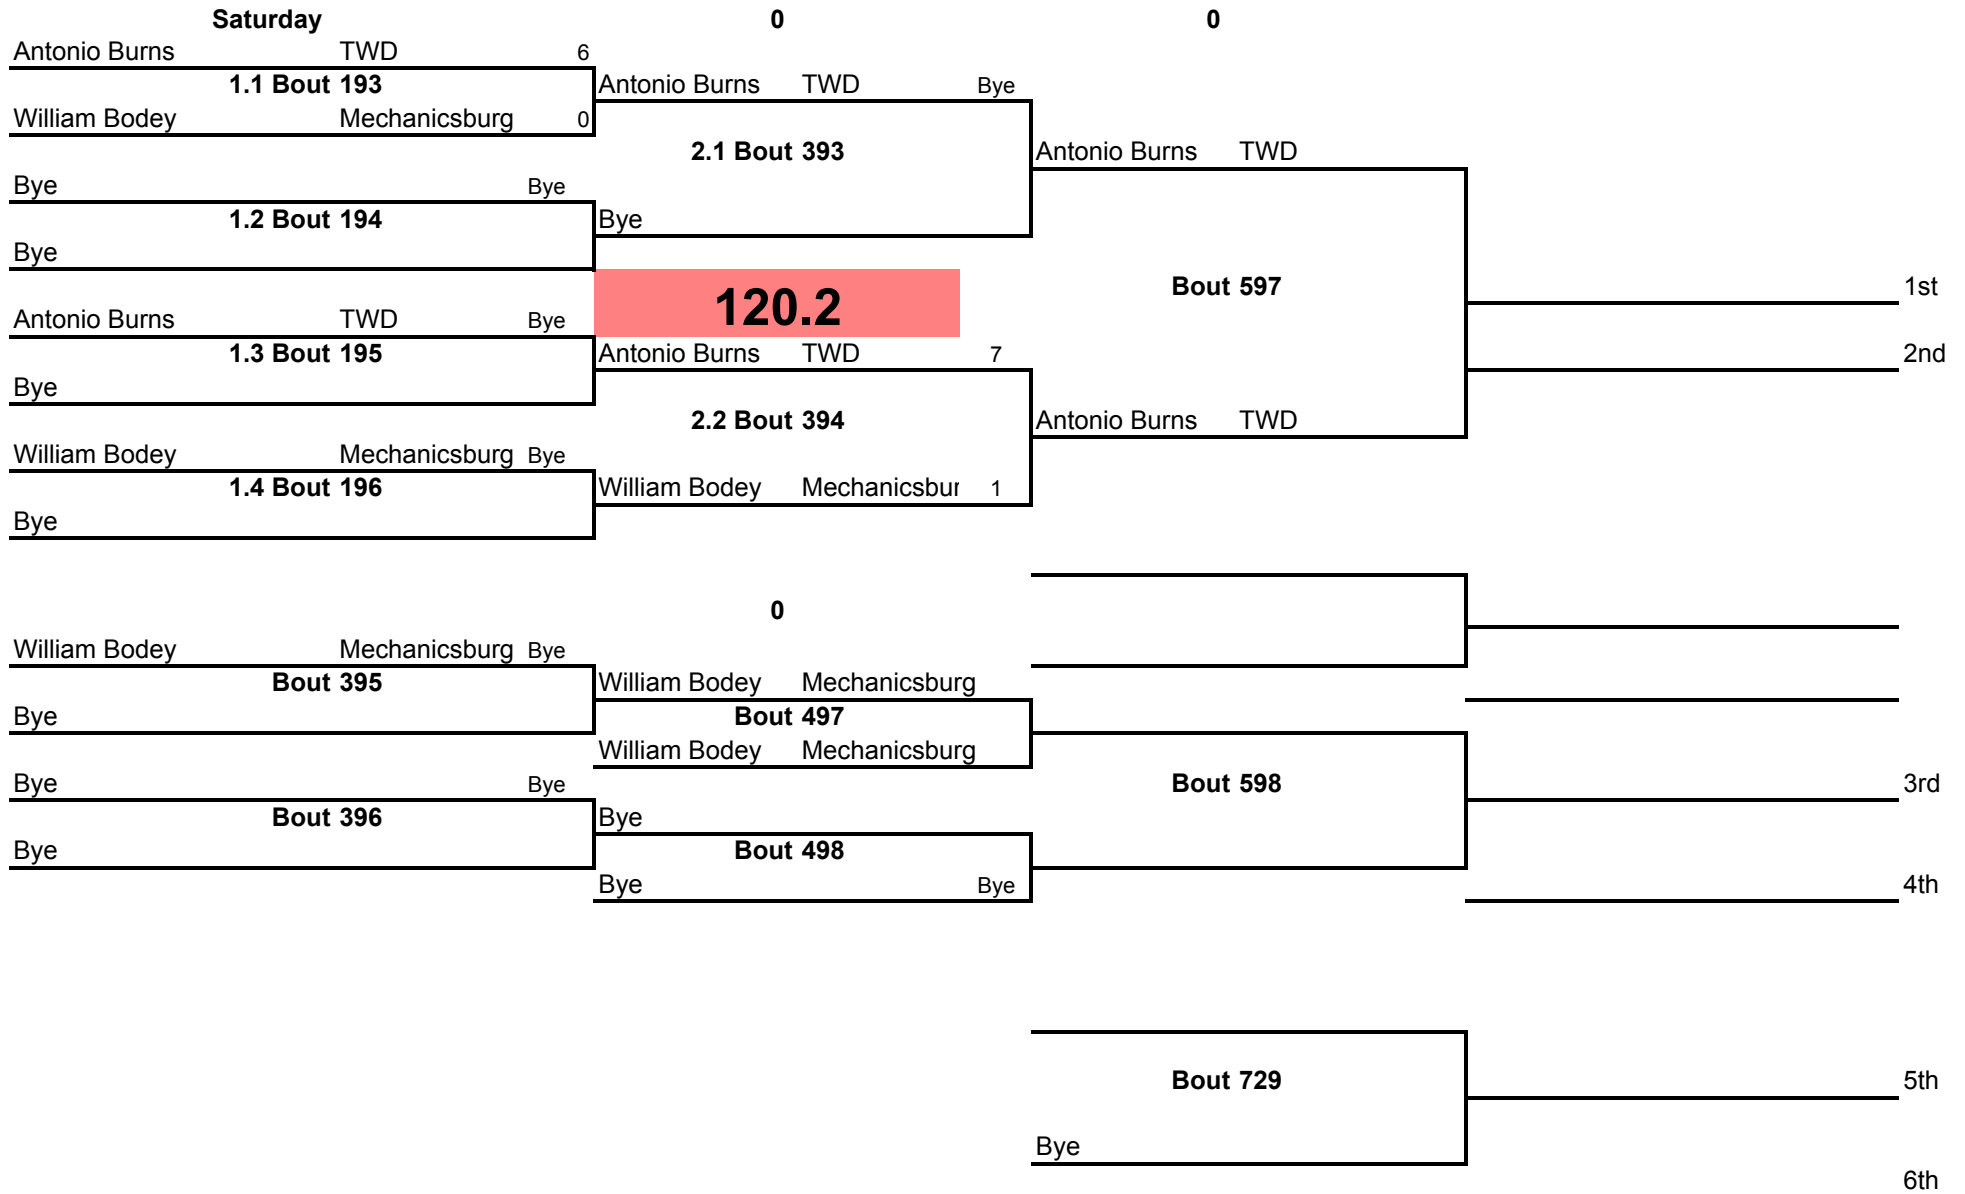 Saturday 0 0
Antonio Burns TWD 6
1.1 Bout 193 Antonio Burns TWD Bye
William Bodey Mechanicsburg 0
2.1 Bout 393 Antonio Burns TWD
Bye Bye
1.2 Bout 194 Bye
Bye
120.2 Bout 597 1st
Antonio Burns TWD Bye
1.3 Bout 195 Antonio Burns TWD 7 2nd
Bye
2.2 Bout 394 Antonio Burns TWD
William Bodey Mechanicsburg Bye
1.4 Bout 196 William Bodey Mechanicsbur 1
Bye
0
William Bodey Mechanicsburg Bye
Bout 395 William Bodey Mechanicsburg
Bye Bout 497
William Bodey Mechanicsburg
Bye Bye Bout 598 3rd
Bout 396 Bye
Bye Bout 498
Bye Bye 4th
Bout 729 5th
Bye
6th